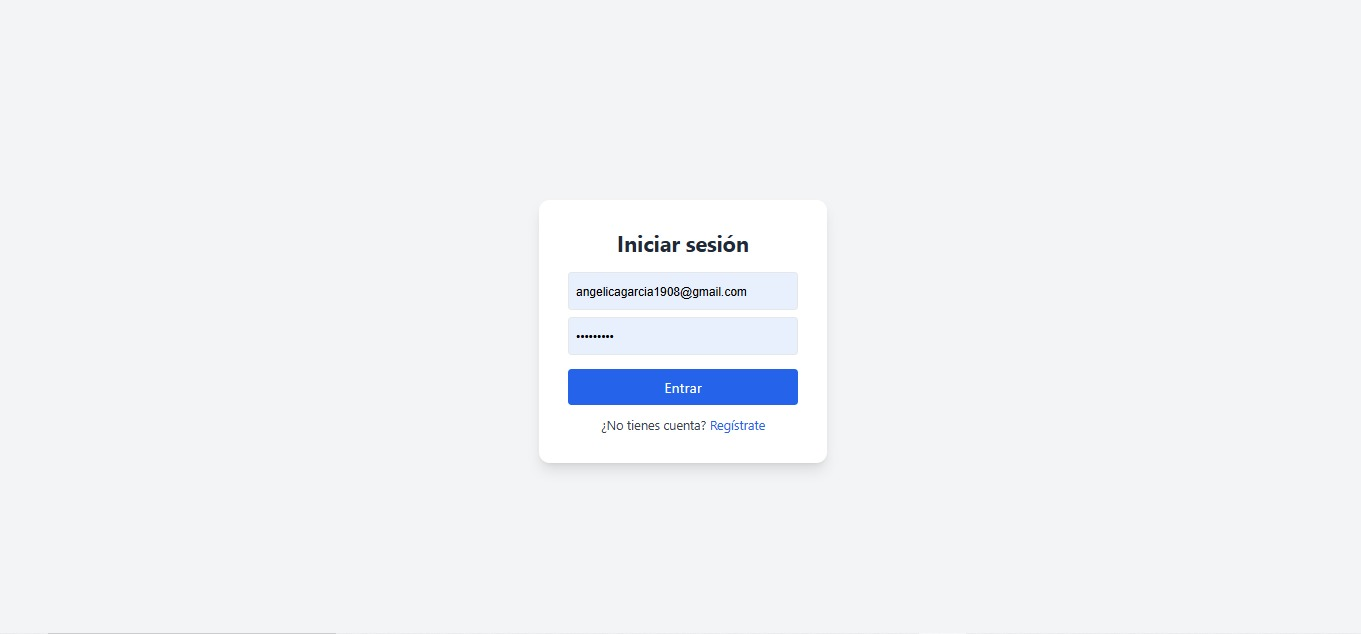 Iniciar sesión
angelicagarcia1908@gmail.com
•••••••••
Entrar
¿No tienes cuenta? Regístrate